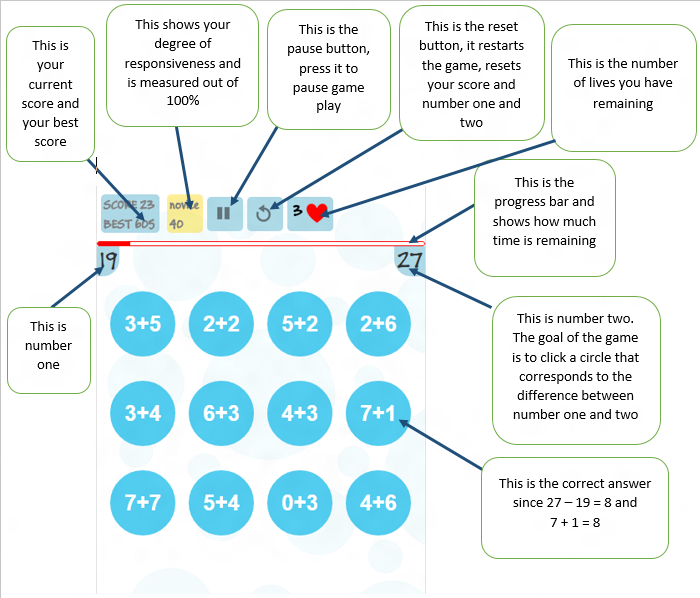 This is
your
current
score and
your best
score
This shows your
degree of
responsiveness and
is measured out of
100%
This is the
pause button,
press it to
pause game
play
This is the reset
button, it restarts
the game, resets
your score and
number one and
two
This is the number
of lives you have
remaining
This is the
progress bar and
shows how much
time is remaining
SCORE 23
BEST 605
novice
40
3
19
27
This is
number
one
This is number two.
The goal of the game
is to click a circle that
corresponds to the
difference between
number one and two
3+5 2+2 5+2 2+6
3+4 6+3 4+3 7+1
7+7 5+4 0+3 4+6
This is the correct answer
since 27 – 19 = 8 and
7 + 1 = 8